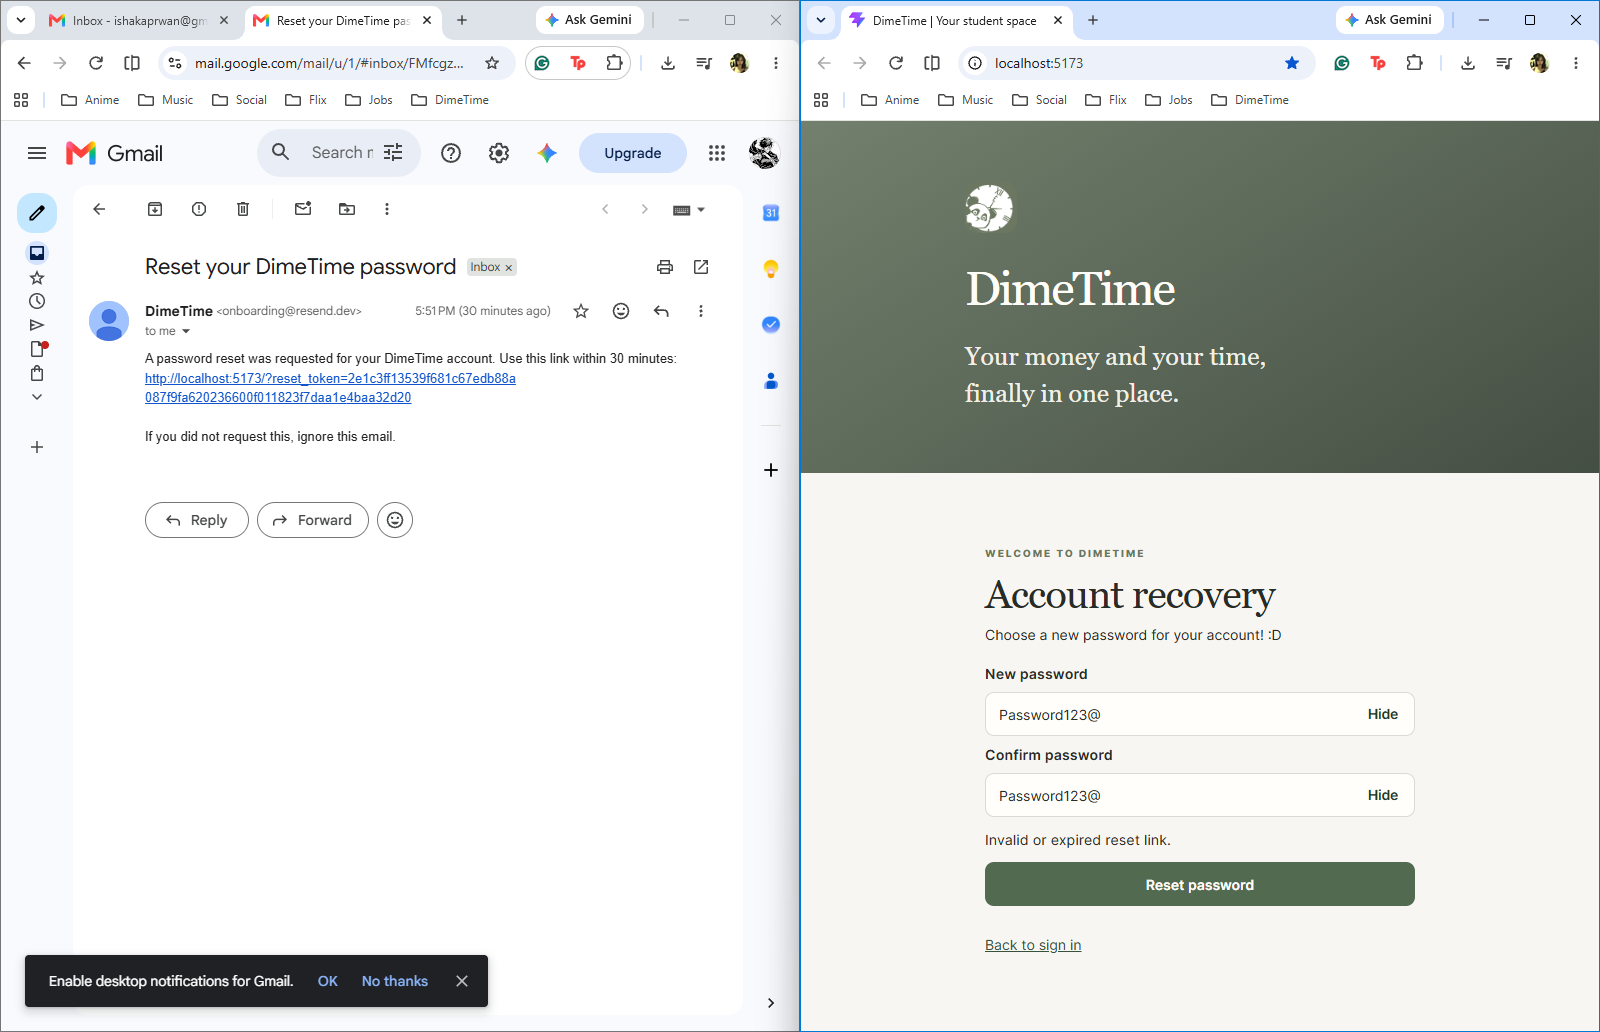 Inbox - ishakaprwan@gm
Reset your DimeTime pas
Ask Gemini
mail.google.com/mail/u/1/#inbox/FMfcgz...
Tp
Anime
Music
Social
Flix
Jobs
DimeTime
Gmail
Search m
Upgrade
31
Reset your DimeTime password
Inbox ×
DimeTime <onboarding@resend.dev>
5:51 PM (30 minutes ago)
to me
A password reset was requested for your DimeTime account. Use this link within 30 minutes:
http://localhost:5173/?reset_token=2e1c3ff13539f681c67edb88a
087f9fa620236600f011823f7daa1e4baa32d20
If you did not request this, ignore this email.
Reply
Forward
Enable desktop notifications for Gmail.
OK
No thanks
DimeTime | Your student space
Ask Gemini
localhost:5173
Tp
Anime
Music
Social
Flix
Jobs
DimeTime
XII
III
DimeTime
Your money and your time,
finally in one place.
WELCOME TO DIMETIME
Account recovery
Choose a new password for your account! :D
New password
Password123@
Hide
Confirm password
Password123@
Hide
Invalid or expired reset link.
Reset password
Back to sign in